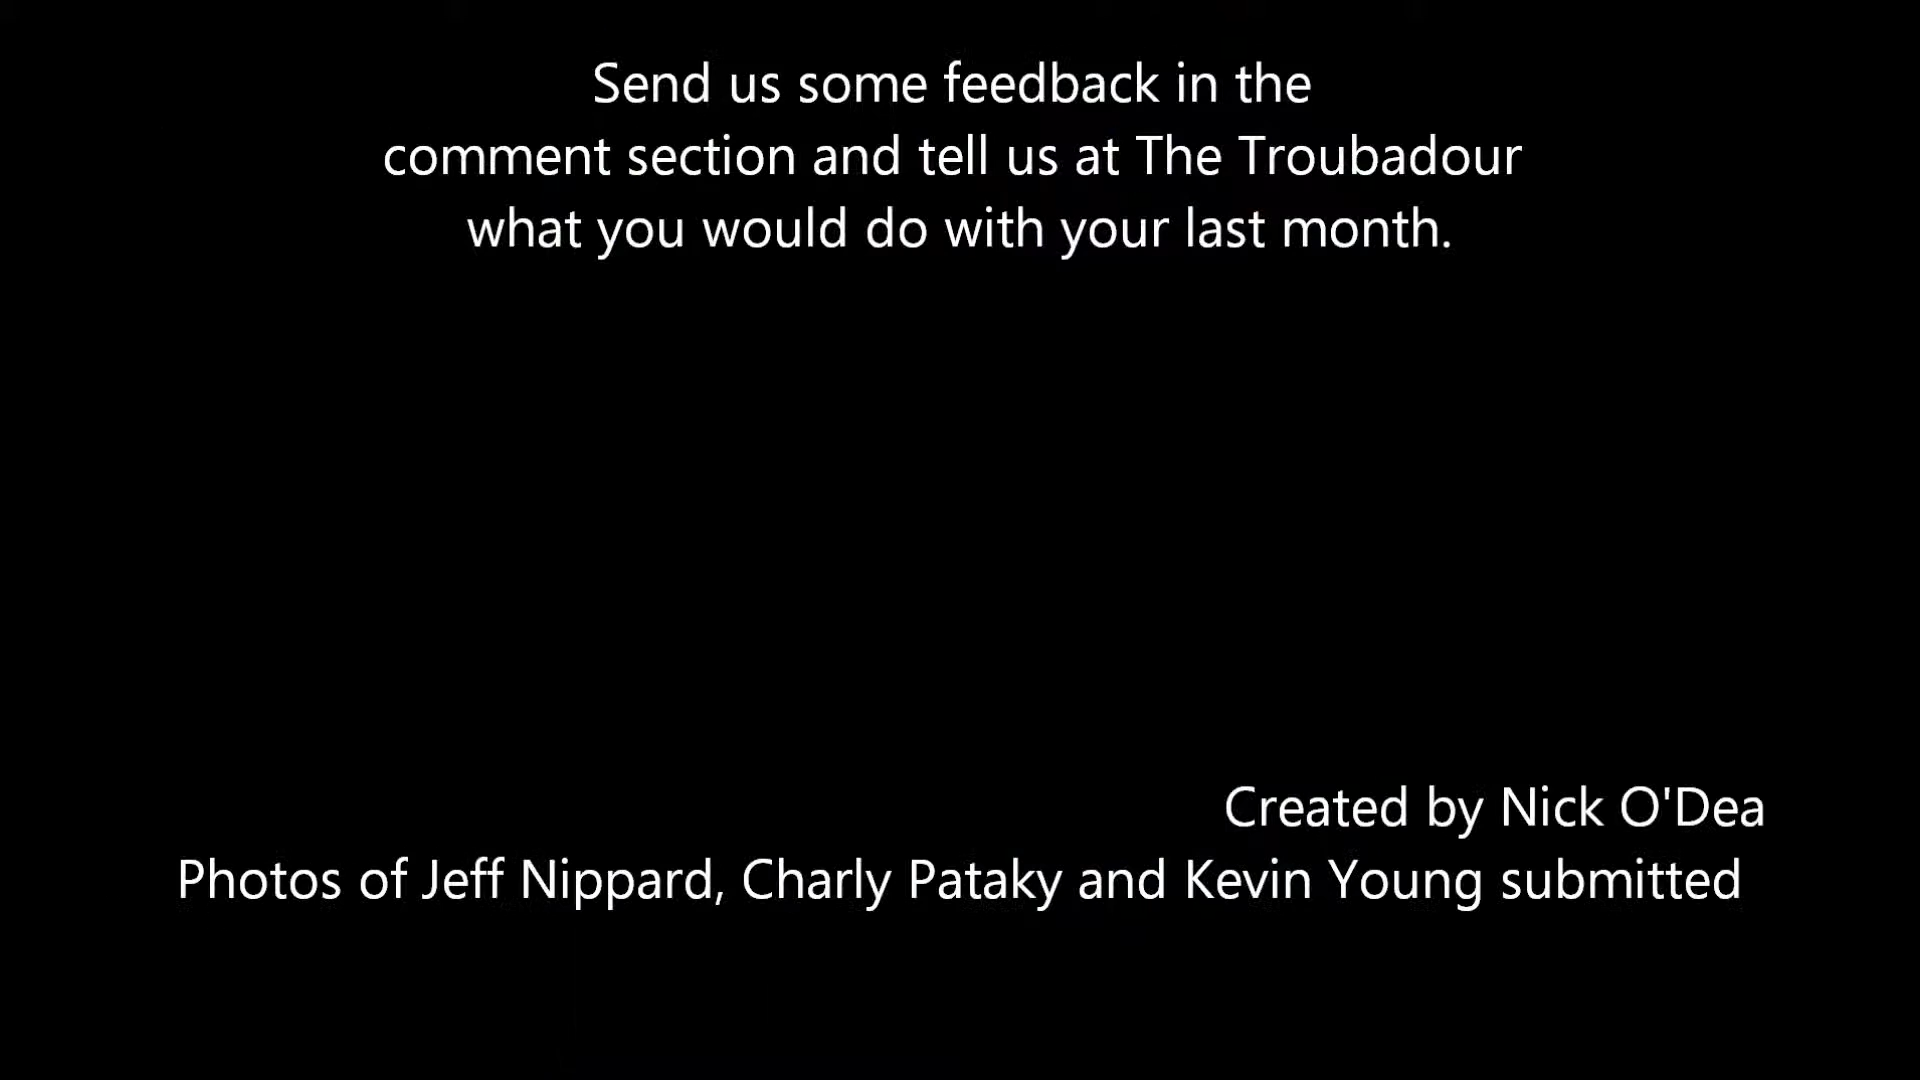 Send us some feedback in the
comment section and tell us at The Troubadour
what you would do with your last month.
Created by Nick O'Dea
Photos of Jeff Nippard, Charly Pataky and Kevin Young submitted